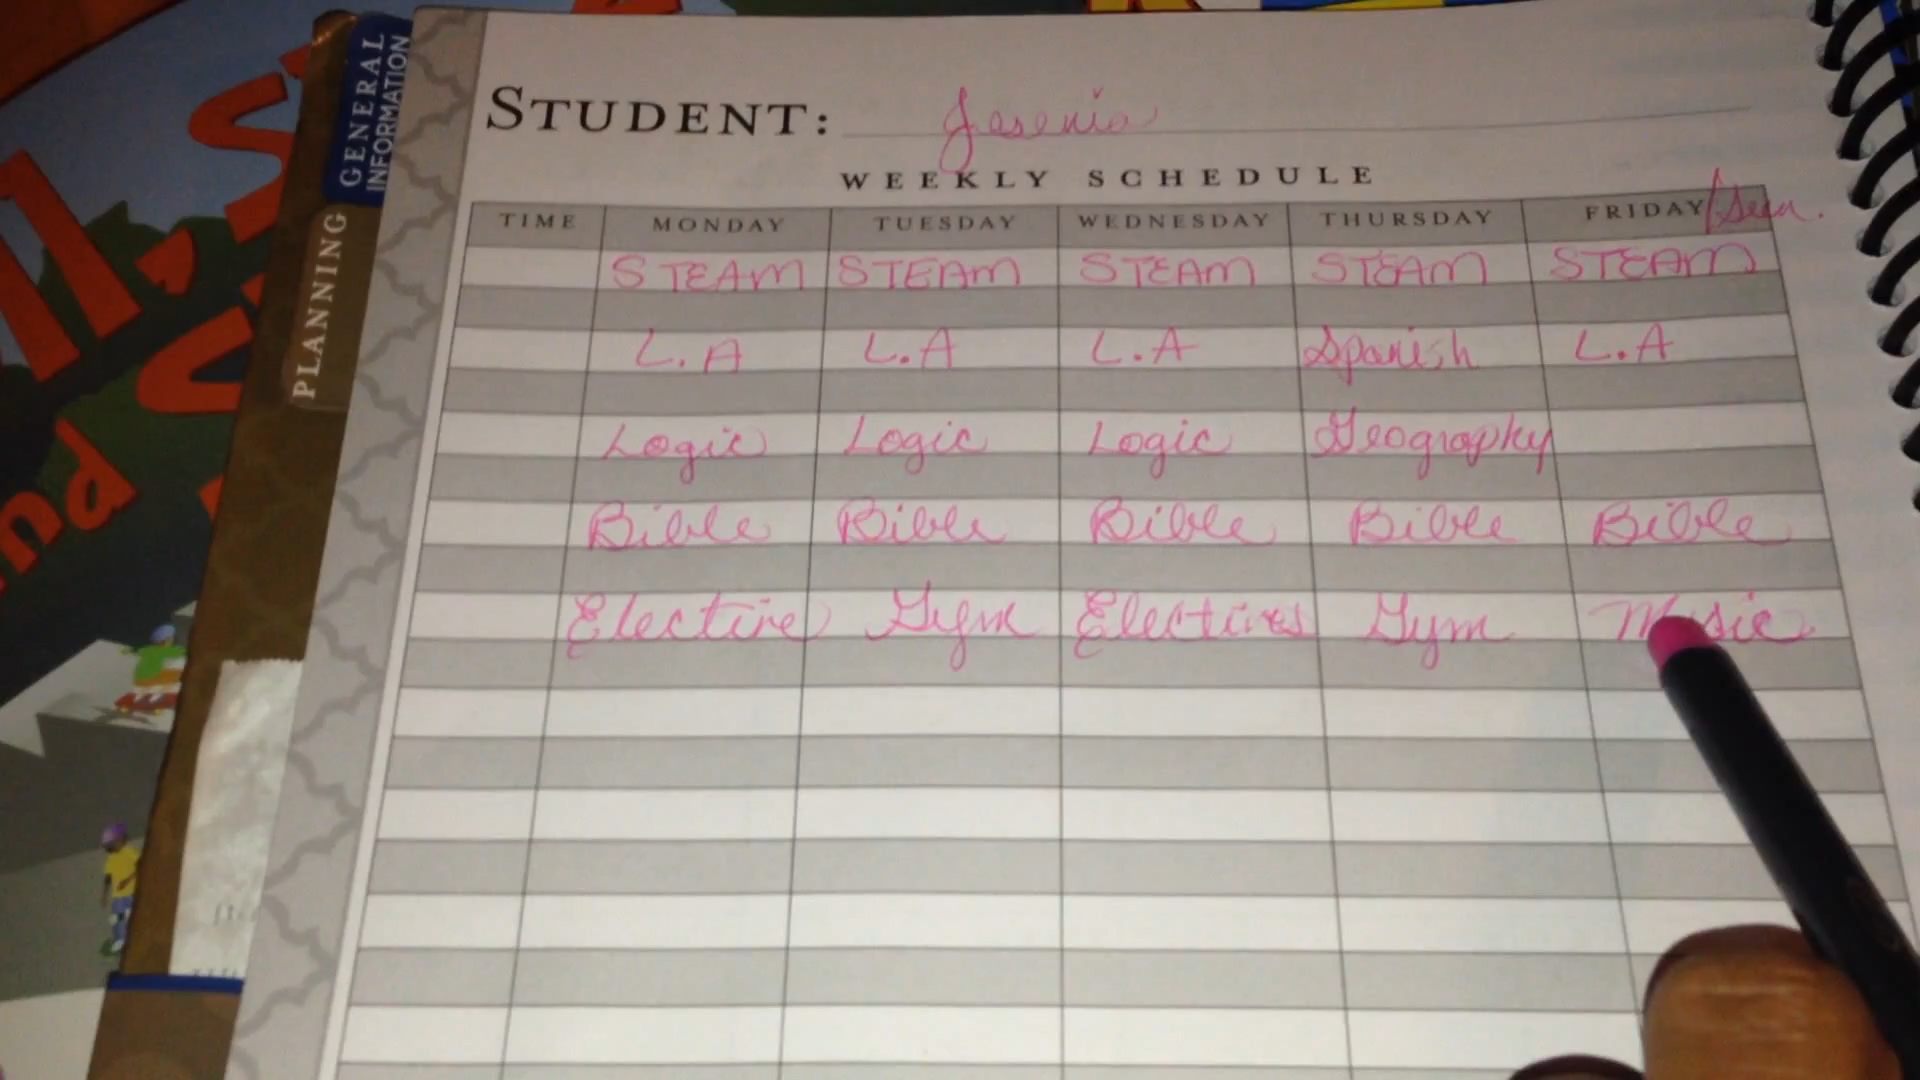 GENERAL
INFORMATION
PLANNING
STUDENT: Jesenia
WEEKLY SCHEDULE
TIME MONDAY TUESDAY WEDNESDAY THURSDAY FRIDAY
STEAM STEAM STEAM STEAM STEAM
L.A L.A L.A Spanish L.A
Logic Logic Logic Geography
Bible Bible Bible Bible Bible
Elective Gym Electives Gym Music
nd